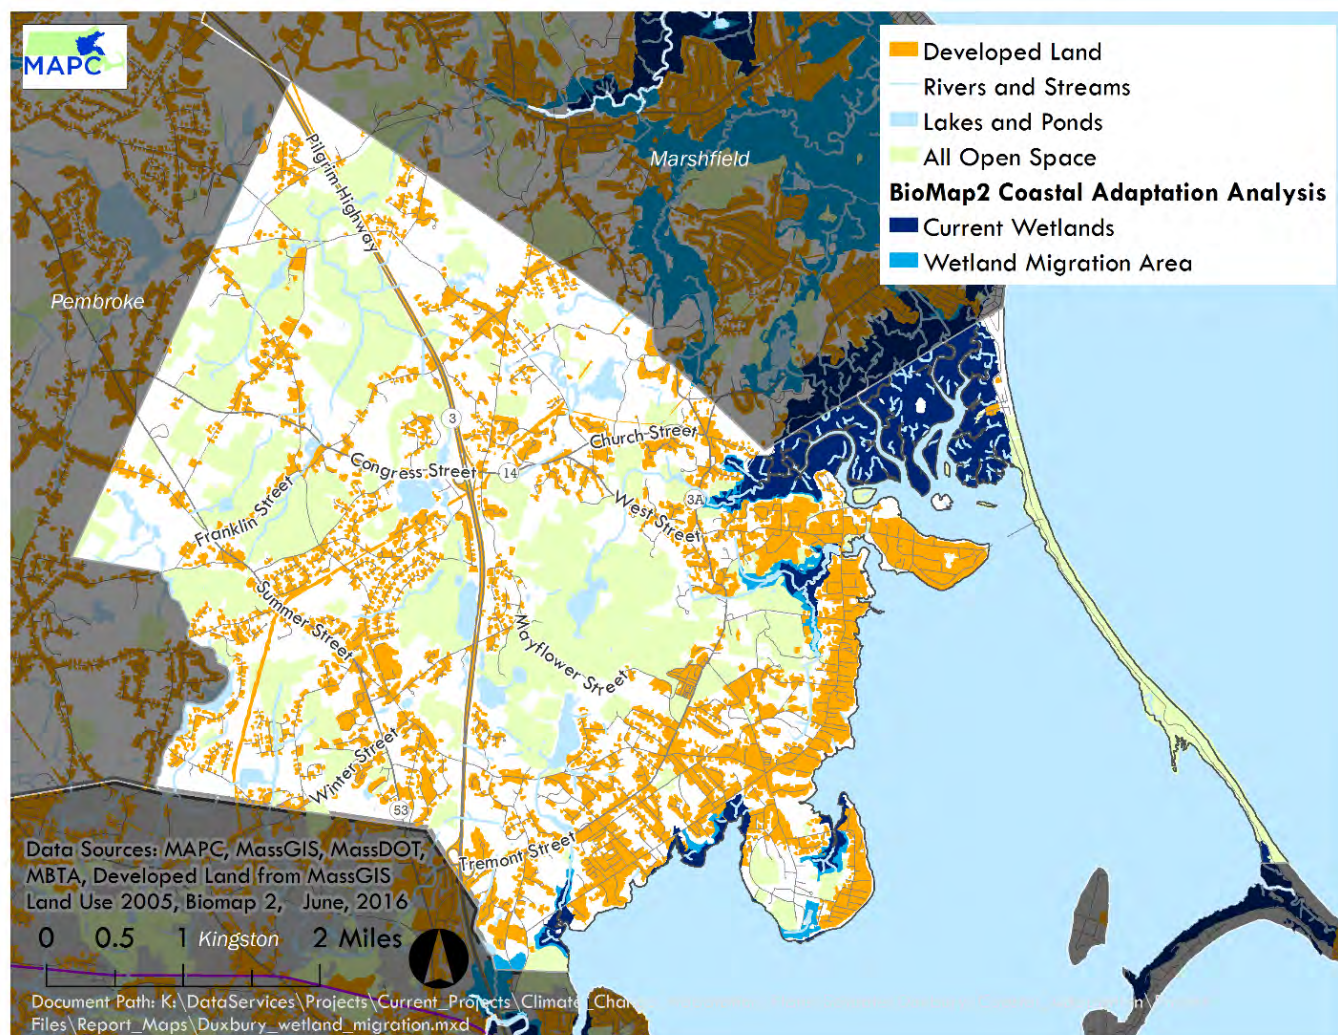 MAPC
Developed Land
Rivers and Streams
Lakes and Ponds
All Open Space
BioMap2 Coastal Adaptation Analysis
Current Wetlands
Wetland Migration Area
Marshfield
Pilgrim Highway
Pembroke
3
Church Street
Congress Street
14
3A
West Street
Franklin Street
Summer Street
Mayflower Street
Winter Street
53
Tremont Street
Data Sources: MAPC, MassGIS, MassDOT,
MBTA, Developed Land from MassGIS
Land Use 2005, Biomap 2, June, 2016
0 0.5 1 2 Miles
Kingston
Document Path: K:\DataServices\Projects\Current_Projects\Climate_Chan
Files\Report_Maps\Duxbury_wetland_migration.mxd